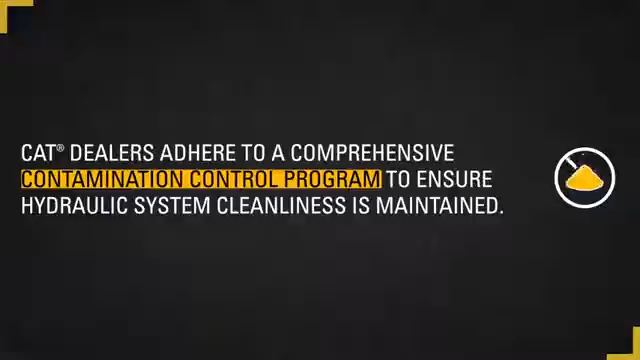 CAT® DEALERS ADHERE TO A COMPREHENSIVE
CONTAMINATION CONTROL PROGRAM TO ENSURE
HYDRAULIC SYSTEM CLEANLINESS IS MAINTAINED.